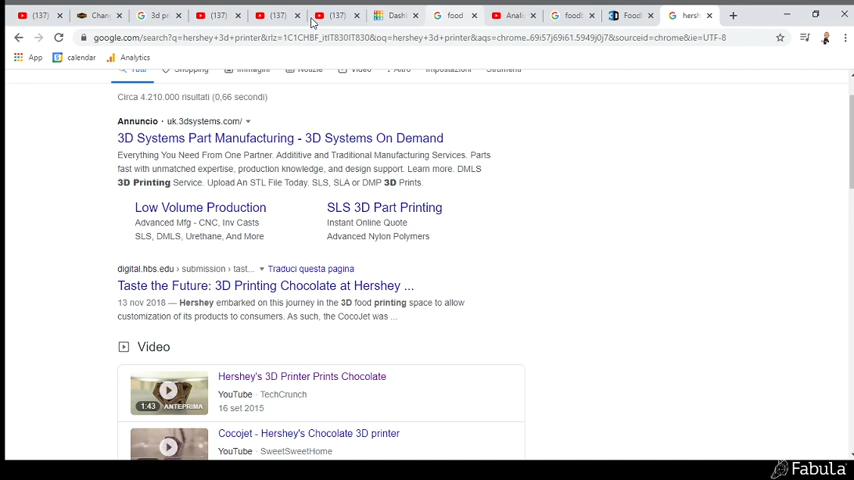 (137)
Chan
3d pr
(137)
(137)
(137)
Dashl
food
Anali
foodl
Foodl
hersh
google.com/search?q=hershey+3d+printer&rlz=1C1CHBF_itIT830IT830&oq=hershey+3d+printer&aqs=chrome..69i57j69i61.5949j0j7&sourceid=chrome&ie=UTF-8
App
calendar
Analytics
Tutti
Shopping
Immagini
Notizie
Video
Altro
Impostazioni
Strumenti
Circa 4.210.000 risultati (0,66 secondi)
Annuncio · uk.3dsystems.com/
3D Systems Part Manufacturing - 3D Systems On Demand
Everything You Need From One Partner. Addititive and Traditional Manufacturing Services. Parts
fast with unmatched expertise, production knowledge, and design support. Learn more. DMLS
3D Printing Service. Upload An STL File Today. SLS, SLA or DMP 3D Prints.
Low Volume Production
SLS 3D Part Printing
Advanced Mfg - CNC, Inv Casts
Instant Online Quote
SLS, DMLS, Urethane, And More
Advanced Nylon Polymers
digital.hbs.edu › submission › tast... Traduci questa pagina
Taste the Future: 3D Printing Chocolate at Hershey ...
13 nov 2018 — Hershey embarked on this journey in the 3D food printing space to allow
customization of its products to consumers. As such, the CocoJet was ...
Video
Hershey's 3D Printer Prints Chocolate
YouTube · TechCrunch
1:43 ANTEPRIMA
16 set 2015
Cocojet - Hershey's Chocolate 3D printer
YouTube · SweetSweetHome
Fabula